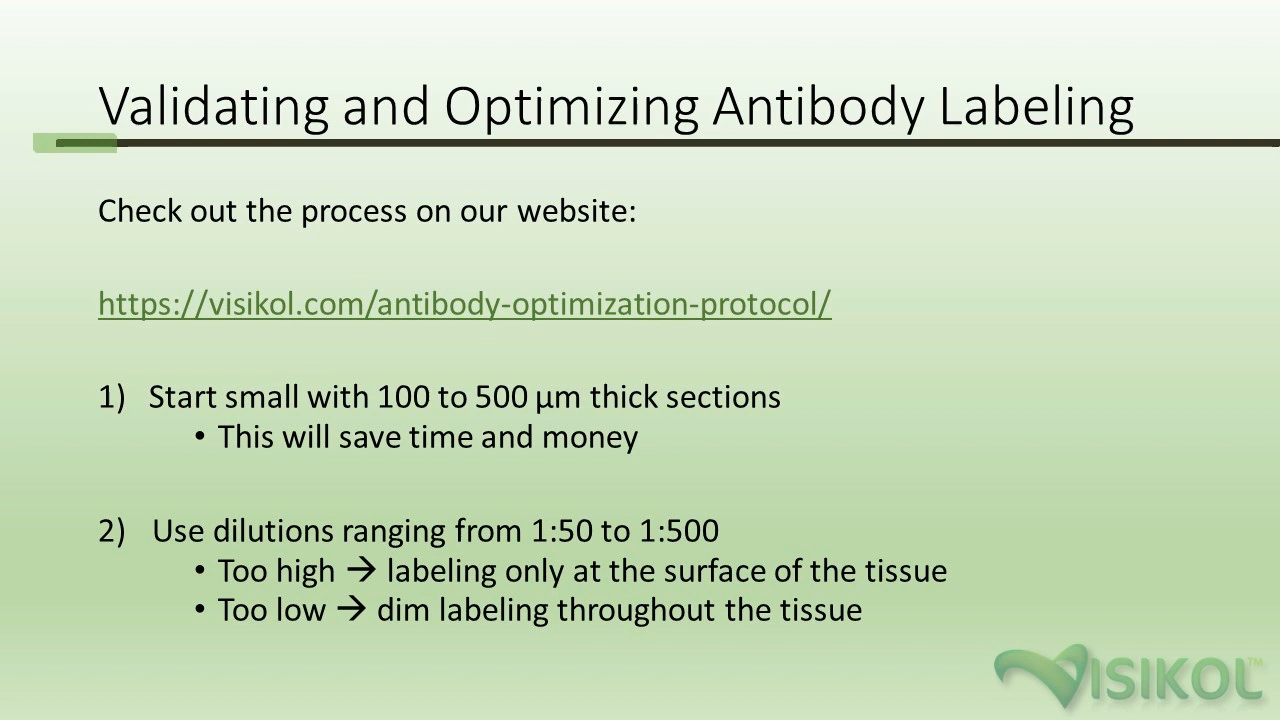 Validating and Optimizing Antibody Labeling
Check out the process on our website:
https://visikol.com/antibody-optimization-protocol/
1) Start small with 100 to 500 µm thick sections
• This will save time and money
2) Use dilutions ranging from 1:50 to 1:500
• Too high → labeling only at the surface of the tissue
• Too low → dim labeling throughout the tissue
VISIKOL™